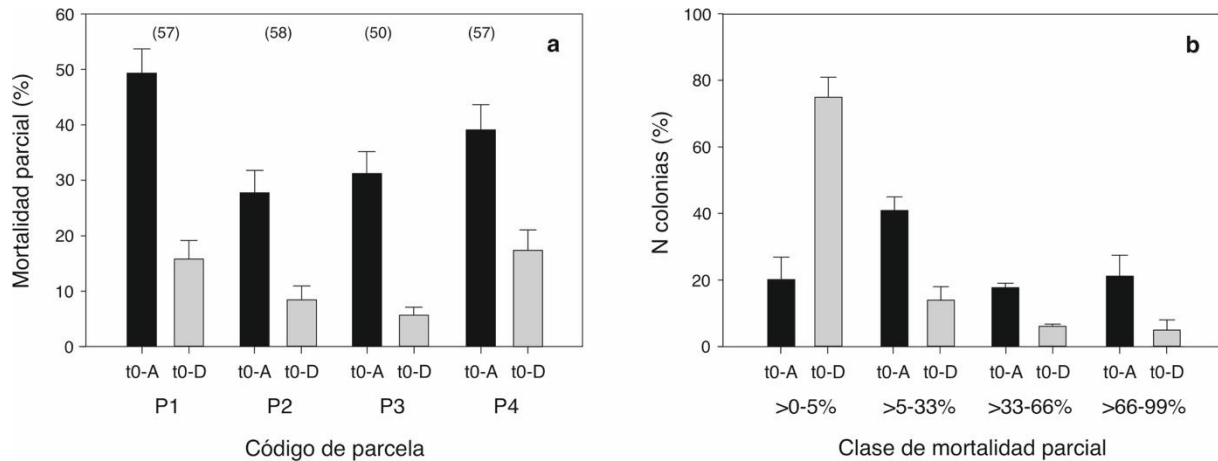 60
50
40
30
20
10
0
Mortalidad parcial (%)
(57) (58) (50) (57)
a
t0-A t0-D t0-A t0-D t0-A t0-D t0-A t0-D
P1 P2 P3 P4
Código de parcela
100
80
60
40
20
0
N colonias (%)
b
t0-A t0-D t0-A t0-D t0-A t0-D t0-A t0-D
>0-5% >5-33% >33-66% >66-99%
Clase de mortalidad parcial